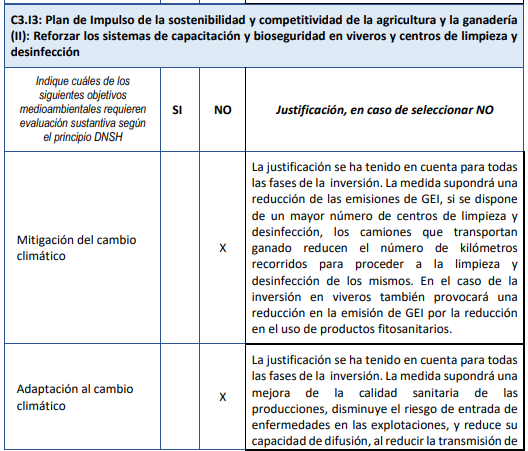 C3.I3: Plan de Impulso de la sostenibilidad y competitividad de la agricultura y la ganadería
(II): Reforzar los sistemas de capacitación y bioseguridad en viveros y centros de limpieza y
desinfección
Indique cuáles de los
siguientes objetivos
medioambientales requieren
evaluación sustantiva según
el principio DNSH
SI
NO
Justificación, en caso de seleccionar NO
Mitigación del cambio
climático
X
La justificación se ha tenido en cuenta para todas
las fases de la inversión. La medida supondrá una
reducción de las emisiones de GEI, si se dispone
de un mayor número de centros de limpieza y
desinfección, los camiones que transportan
ganado reducen el número de kilómetros
recorridos para proceder a la limpieza y
desinfección de los mismos. En el caso de la
inversión en viveros también provocará una
reducción en la emisión de GEI por la reducción
en el uso de productos fitosanitarios.
Adaptación al cambio
climático
X
La justificación se ha tenido en cuenta para todas
las fases de la inversión. La medida supondrá una
mejora de la calidad sanitaria de las
producciones, disminuye el riesgo de entrada de
enfermedades en las explotaciones, y reduce su
capacidad de difusión, al reducir la transmisión de